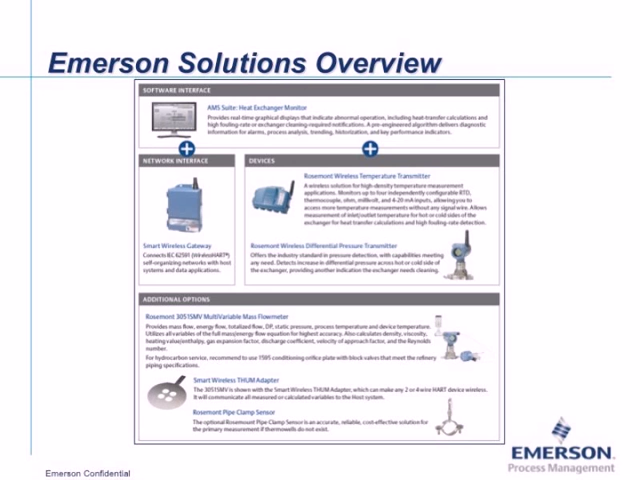 Emerson Solutions Overview
SOFTWARE INTERFACE
AMS Suite: Heat Exchanger Monitor
Provides real-time graphical displays that indicate abnormal operation, including heat-transfer calculations and
high fouling-rate or exchanger cleaning-required notifications. A pre-engineered algorithm delivers diagnostic
information for alarms, process analysis, trending, historization, and key performance indicators.
NETWORK INTERFACE
Smart Wireless Gateway
Connects IEC 62591 (WirelessHART®)
self-organizing networks with host
systems and data applications.
DEVICES
Rosemont Wireless Temperature Transmitter
A wireless solution for high-density temperature measurement
applications. Monitors up to four independently configurable RTD,
thermocouple, ohm, millivolt, and 4-20 mA inputs, allowing you to
access more temperature measurements without any signal wire. Allows
measurement of inlet/outlet temperature for hot or cold sides of the
exchanger for heat transfer calculations and high fouling-rate detection.
Rosemont Wireless Differential Pressure Transmitter
Offers the industry standard in pressure detection, with capabilities meeting
any need. Detects increase in differential pressure across hot or cold side of
the exchanger, providing another indication the exchanger needs cleaning.
ADDITIONAL OPTIONS
Rosemont 3051SMV MultiVariable Mass Flowmeter
Provides mass flow, energy flow, totalized flow, DP, static pressure, process temperature and device temperature.
Utilizes all variables of the full mass/energy flow equation for highest accuracy. Also calculates density, viscosity,
heating value/enthalpy, gas expansion factor, discharge coefficient, velocity of approach factor, and the Reynolds
number.
For hydrocarbon service, recommend to use 1595 conditioning orifice plate with block valves that meet the refinery
piping specifications.
Smart Wireless THUM Adapter
The 3051SMV is shown with the Smart Wireless THUM Adapter, which can make any 2 or 4 wire HART device wireless.
It will communicate all measured or calculated variables to the Host system.
Rosemont Pipe Clamp Sensor
The optional Rosemount Pipe Clamp Sensor is an accurate, reliable, cost-effective solution for
the primary measurement if thermowells do not exist.
EMERSON.
Process Management
Emerson Confidential